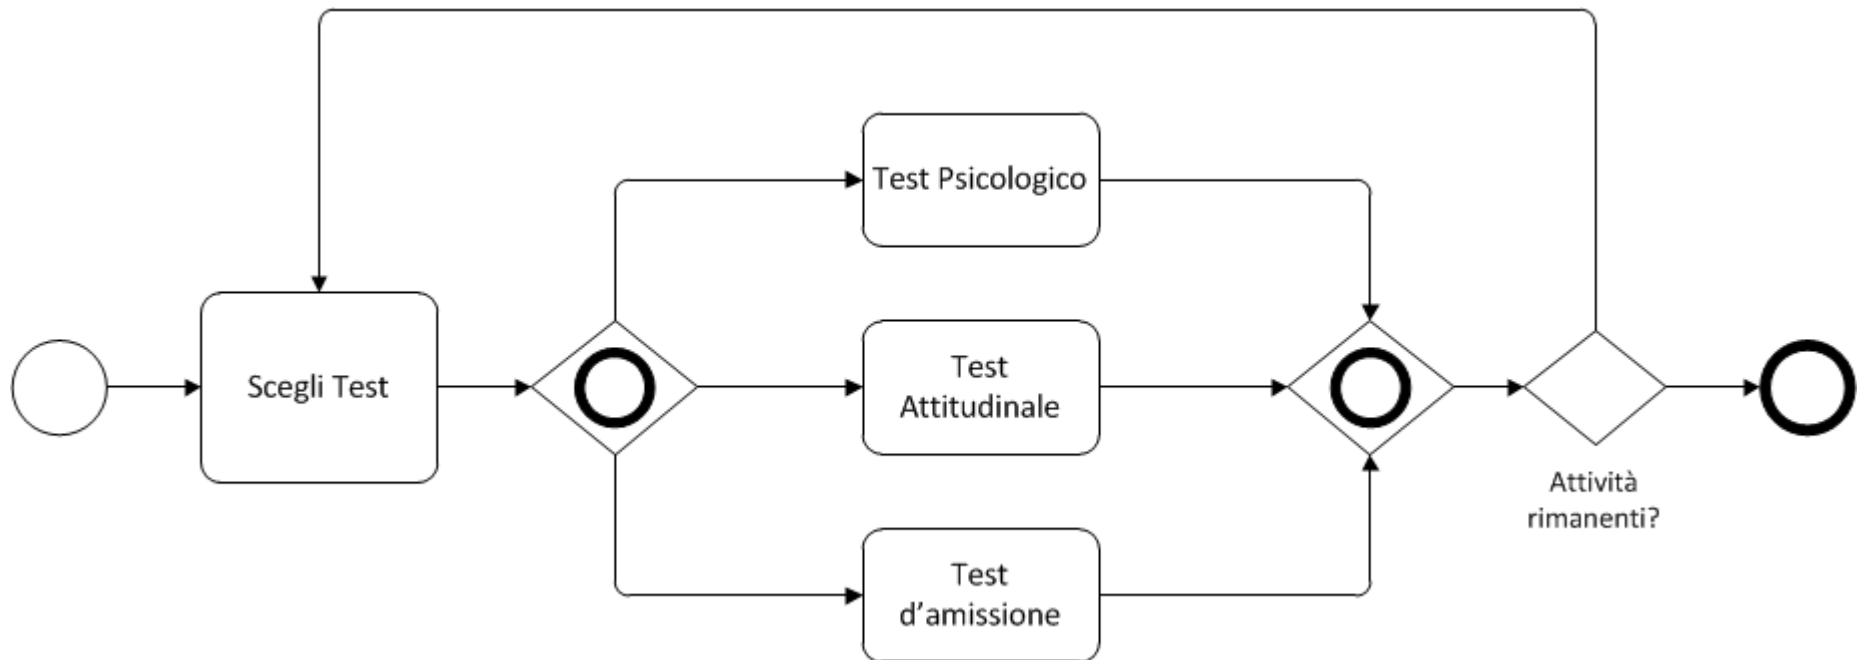 Test Psicologico
Scegli Test
Test
Attitudinale
Attività
rimanenti?
Test
d’amissione